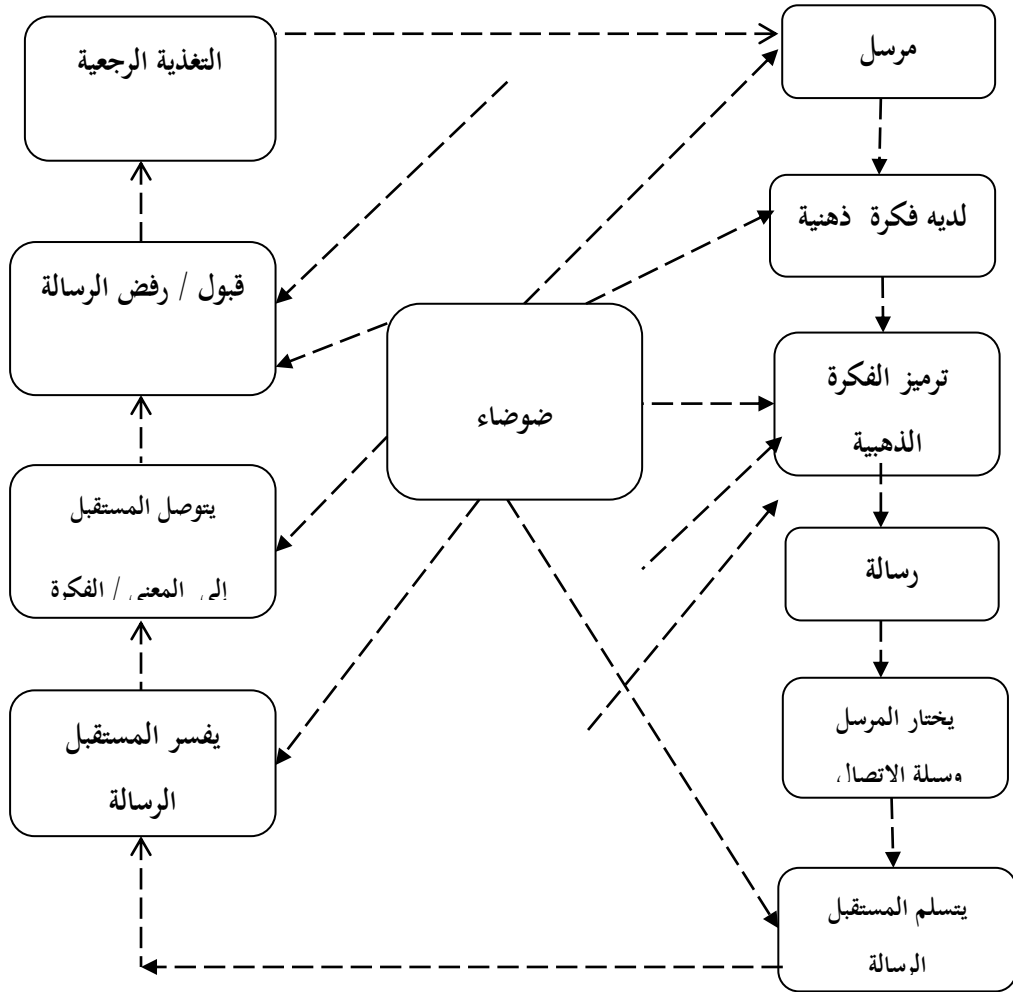 مرسل
التغذية الرجعية
لديه فكرة ذهنية
قبول / رفض الرسالة
ترميز الفكرة
الذهبية
ضوضاء
يتوصل المستقبل
إلى المعنى / الفكرة
رسالة
يختار المرسل
وسيلة الاتصال
يفسر المستقبل
الرسالة
يتسلم المستقبل
الرسالة